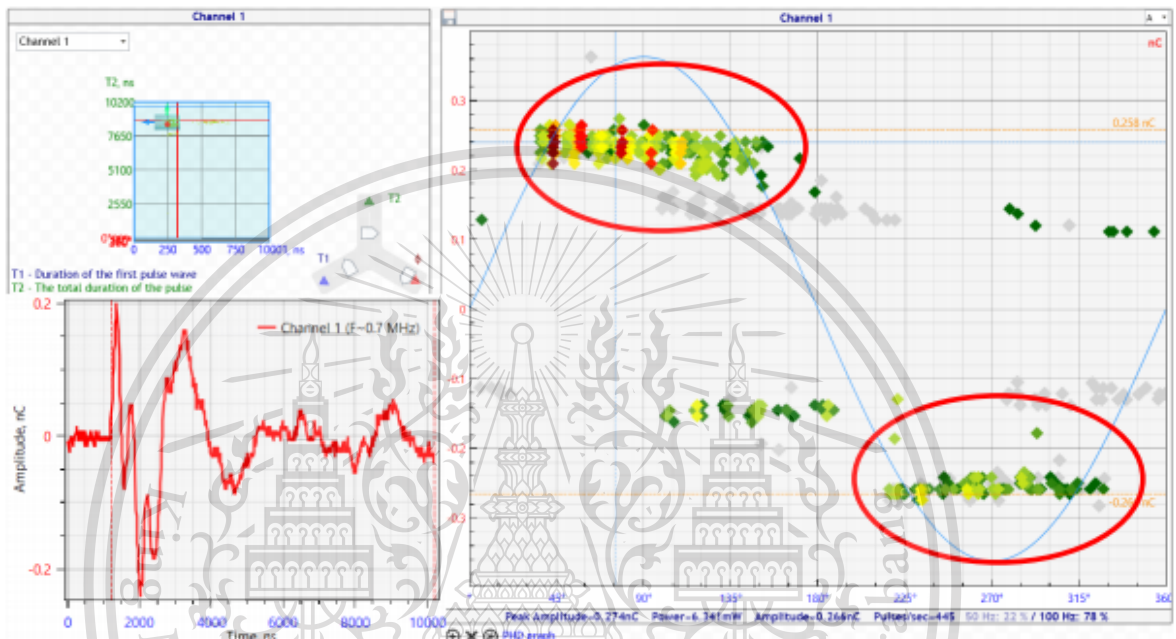 Channel 1
Channel 1
T2, ns
10200
7650
5100
2550
0
250
500
750
1000
, ns
T2
T1
T1 - Duration of the first pulse wave
T2 - The total duration of the pulse
0.2
Channel 1 (F~0.7 MHz)
Amplitude, nC
0
-0.2
0
2000
4000
6000
8000
10000
Time, ns
Channel 1
A
nC
0.3
0.258 nC
0.2
0.1
0
-0.1
-0.2
-0.3
45°
90°
135°
180°
225°
270°
315°
360
Peak Amplitude=0.274nC Power=6.341mW Amplitude=0.266nC Pulses/sec=445 50 Hz: 22 % / 100 Hz: 78 %
PHD graph